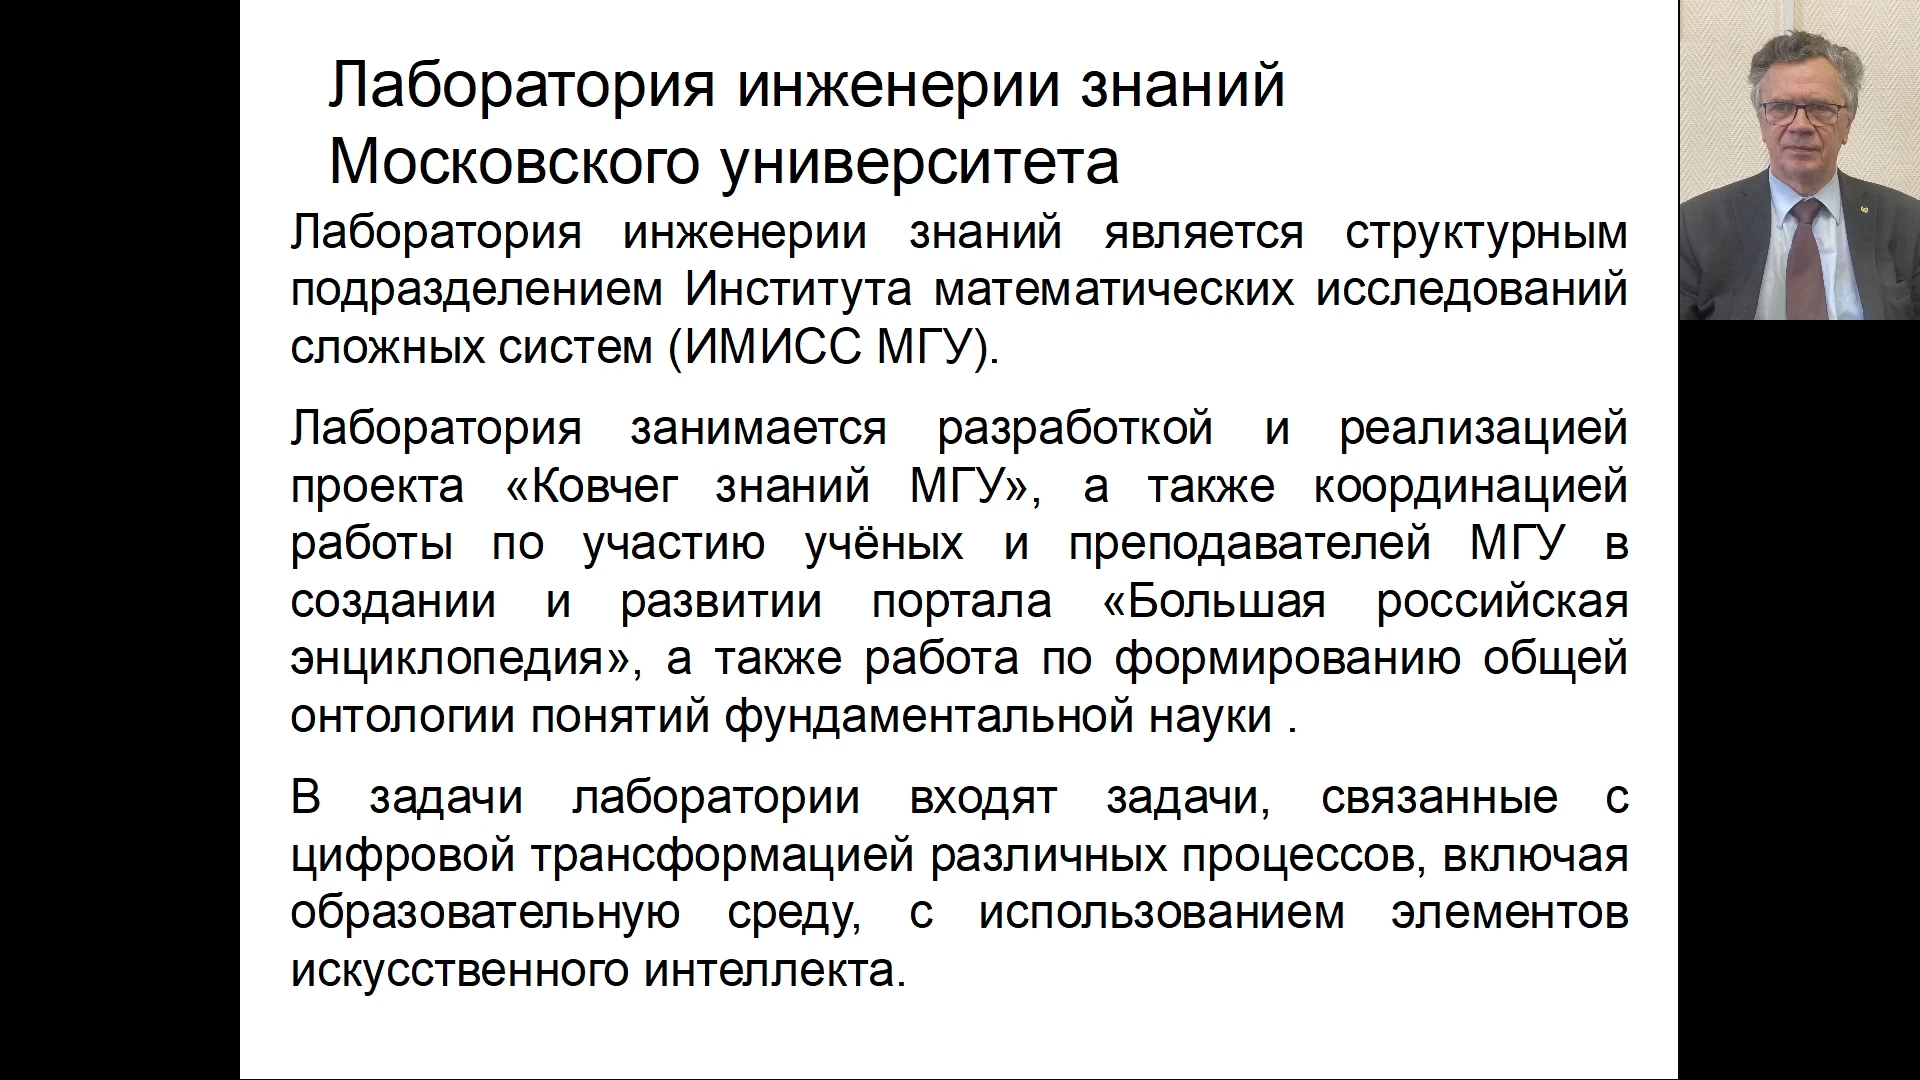 Лаборатория инженерии знаний
Московского университета
Лаборатория инженерии знаний является структурным
подразделением Института математических исследований
сложных систем (ИМИСС МГУ).
Лаборатория занимается разработкой и реализацией
проекта «Ковчег знаний МГУ», а также координацией
работы по участию учёных и преподавателей МГУ в
создании и развитии портала «Большая российская
энциклопедия», а также работа по формированию общей
онтологии понятий фундаментальной науки .
В задачи лаборатории входят задачи, связанные с
цифровой трансформацией различных процессов, включая
образовательную среду, с использованием элементов
искусственного интеллекта.